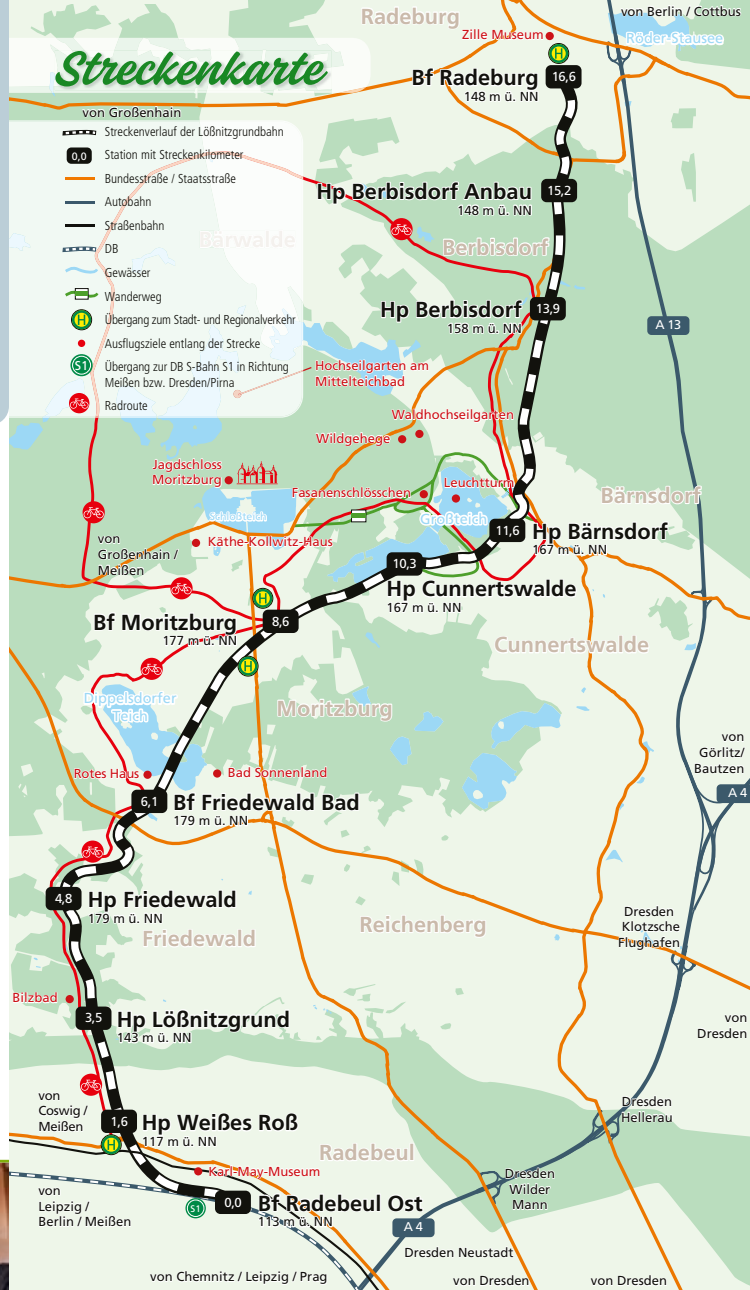 Radeburg
von Berlin / Cottbus
Zille Museum
H
Röder-Stausee
Streckenkarte
Bf Radeburg
16,6
148 m ü. NN
von Großenhain
Streckenverlauf der Lößnitzgrundbahn
0,0
Station mit Streckenkilometer
Bundesstraße / Staatsstraße
Autobahn
Straßenbahn
DB
Gewässer
Wanderweg
H
Übergang zum Stadt- und Regionalverkehr
Ausflugsziele entlang der Strecke
S1
Übergang zur DB S-Bahn S1 in Richtung
Meißen bzw. Dresden/Pirna
Radroute
Bärwalde
Hp Berbisdorf Anbau
15,2
148 m ü. NN
Berbisdorf
Hp Berbisdorf
13,9
158 m ü. NN
A 13
Hochseilgarten am
Mittelteichbad
Waldhochseilgarten
Wildgehege
Jagdschloss
Moritzburg
Leuchtturm
Fasanenschlösschen
Bärnsdorf
Schloßteich
Großteich
11,6
Hp Bärnsdorf
167 m ü. NN
Käthe-Kollwitz-Haus
von
Großenhain /
Meißen
10,3
Hp Cunnertswalde
167 m ü. NN
H
Bf Moritzburg
8,6
177 m ü. NN
Cunnertswalde
H
Dippelsdorfer
Teich
Moritzburg
von
Görlitz/
Bautzen
Rotes Haus
Bad Sonnenland
A 4
6,1
Bf Friedewald Bad
179 m ü. NN
4,8
Hp Friedewald
179 m ü. NN
Friedewald
Reichenberg
Dresden
Klotzsche
Flughafen
Bilzbad
3,5
Hp Lößnitzgrund
143 m ü. NN
von
Dresden
von
Coswig /
Meißen
1,6
Hp Weißes Roß
117 m ü. NN
H
Dresden
Hellerau
Radebeul
Karl-May-Museum
von
Leipzig /
Berlin / Meißen
S1
0,0
Bf Radebeul Ost
113 m ü. NN
Dresden
Wilder
Mann
A 4
Dresden Neustadt
von Chemnitz / Leipzig / Prag
von Dresden
von Dresden